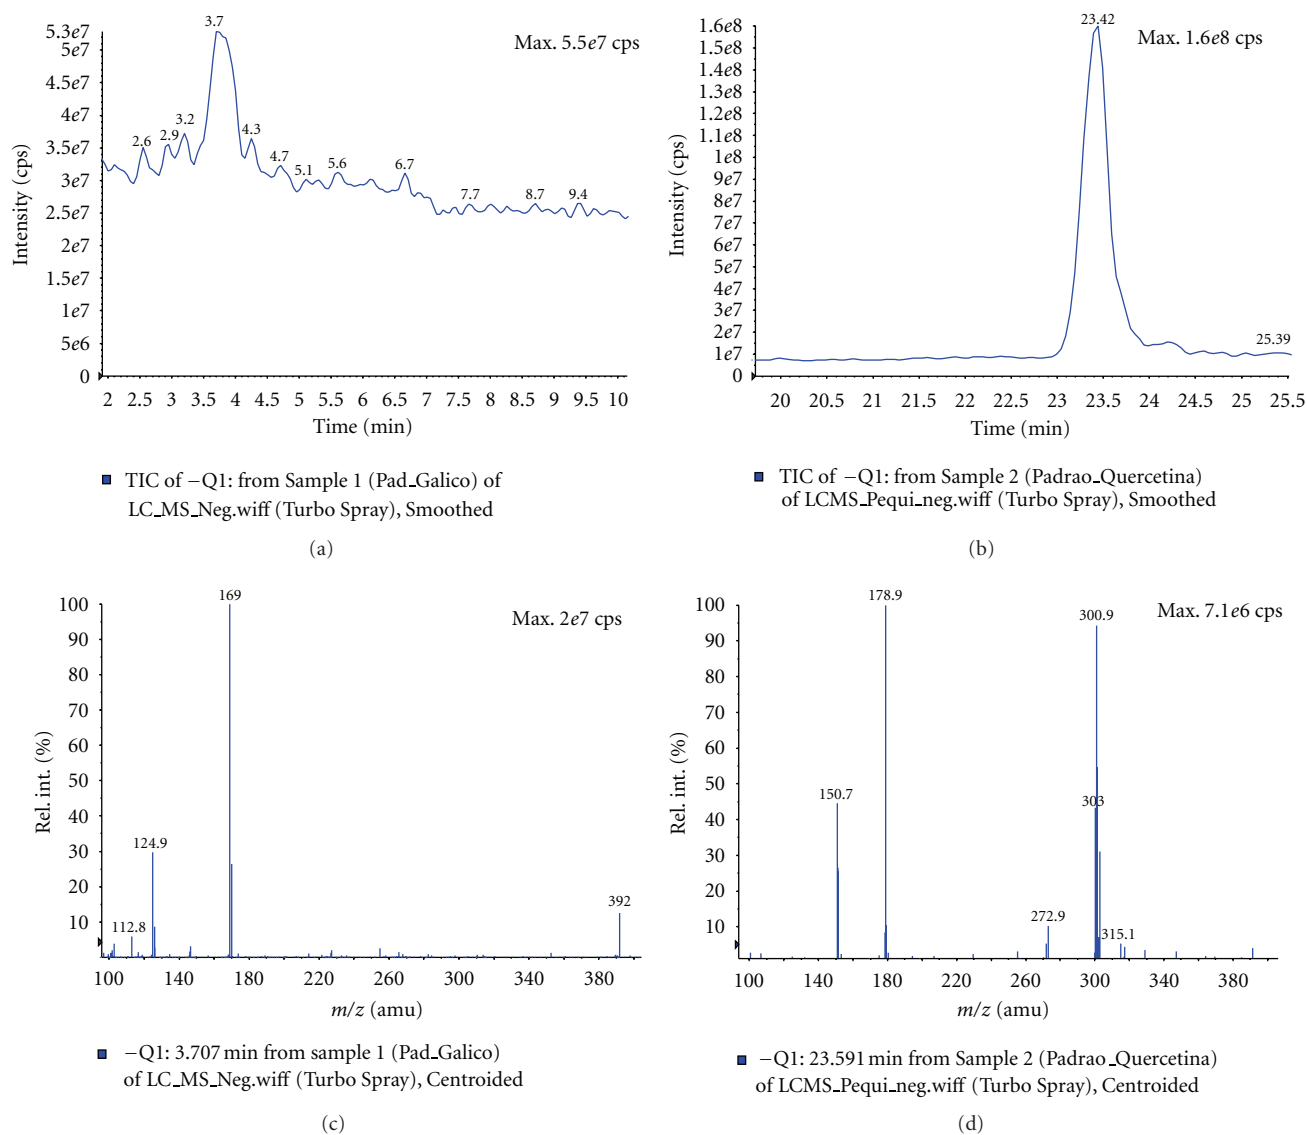 5.3e7
5e7
4.5e7
4e7
3.5e7
3e7
2.5e7
2e7
1.5e7
1e7
5e6
0
Intensity (cps)
3.7
Max. 5.5e7 cps
2.6
2.9
3.2
4.3
4.7
5.1
5.6
6.7
7.7
8.7
9.4
2 2.5 3 3.5 4 4.5 5 5.5 6 6.5 7 7.5 8 8.5 9 9.5 10
Time (min)
TIC of −Q1: from Sample 1 (Pad_Galico) of
LC_MS_Neg.wiff (Turbo Spray), Smoothed
(a)
1.6e8
1.5e8
1.4e8
1.3e8
1.2e8
1.1e8
1e8
9e7
8e7
7e7
6e7
5e7
4e7
3e7
2e7
1e7
0
Intensity (cps)
23.42
Max. 1.6e8 cps
25.39
20 20.5 21 21.5 22 22.5 23 23.5 24 24.5 25 25.5
Time (min)
TIC of −Q1: from Sample 2 (Padrao_Quercetina)
of LCMS_Pequi_neg.wiff (Turbo Spray), Smoothed
(b)
100
90
80
70
60
50
40
30
20
10
Rel. int. (%)
169
Max. 2e7 cps
124.9
112.8
392
100 140 180 220 260 300 340 380
m/z (amu)
−Q1: 3.707 min from sample 1 (Pad_Galico)
of LC_MS_Neg.wiff (Turbo Spray), Centroided
(c)
100
90
80
70
60
50
40
30
20
10
Rel. int. (%)
178.9
300.9
Max. 7.1e6 cps
150.7
303
272.9
315.1
100 140 180 220 260 300 340 380
m/z (amu)
−Q1: 23.591 min from Sample 2 (Padrao_Quercetina)
of LCMS_Pequi_neg.wiff (Turbo Spray), Centroided
(d)